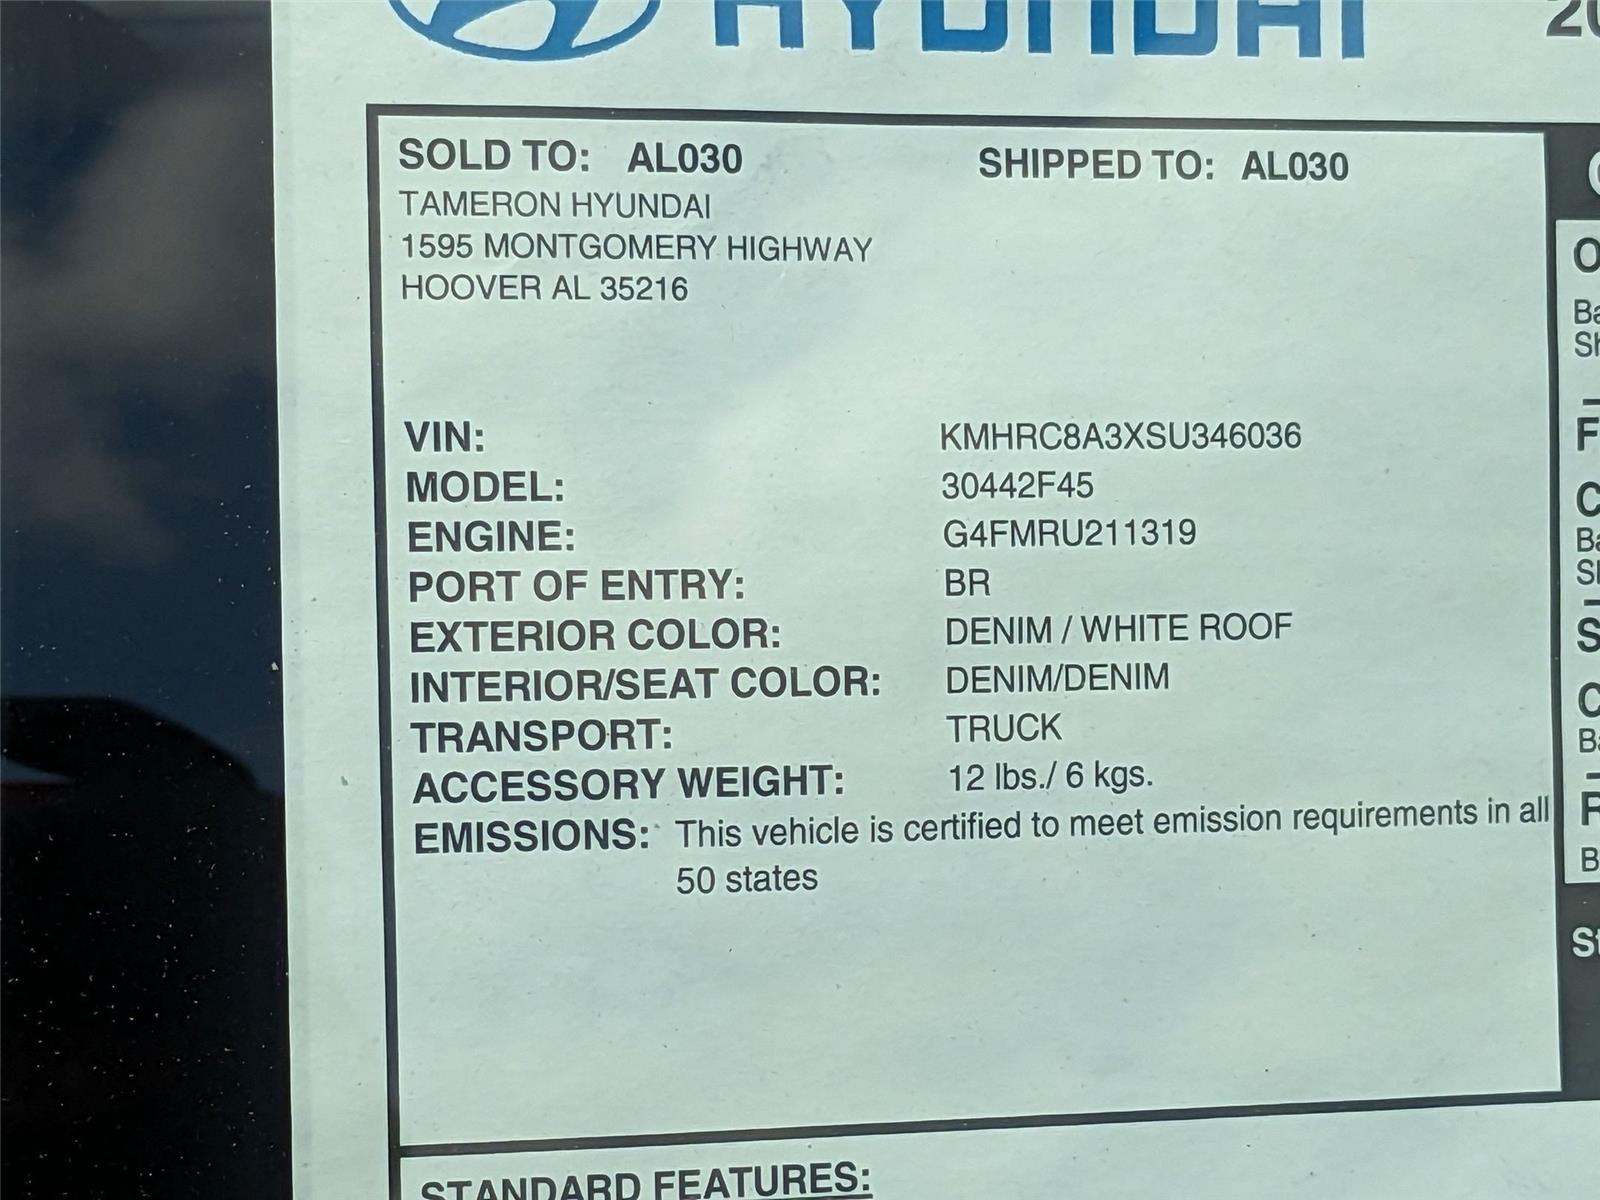 HYUNDAI
SOLD TO: AL030
SHIPPED TO: AL030
TAMERON HYUNDAI
1595 MONTGOMERY HIGHWAY
HOOVER AL 35216
VIN: KMHRC8A3XSU346036
MODEL: 30442F45
ENGINE: G4FMRU211319
PORT OF ENTRY: BR
EXTERIOR COLOR: DENIM / WHITE ROOF
INTERIOR/SEAT COLOR: DENIM/DENIM
TRANSPORT: TRUCK
ACCESSORY WEIGHT: 12 lbs./ 6 kgs.
EMISSIONS: This vehicle is certified to meet emission requirements in all
50 states
STANDARD FEATURES: